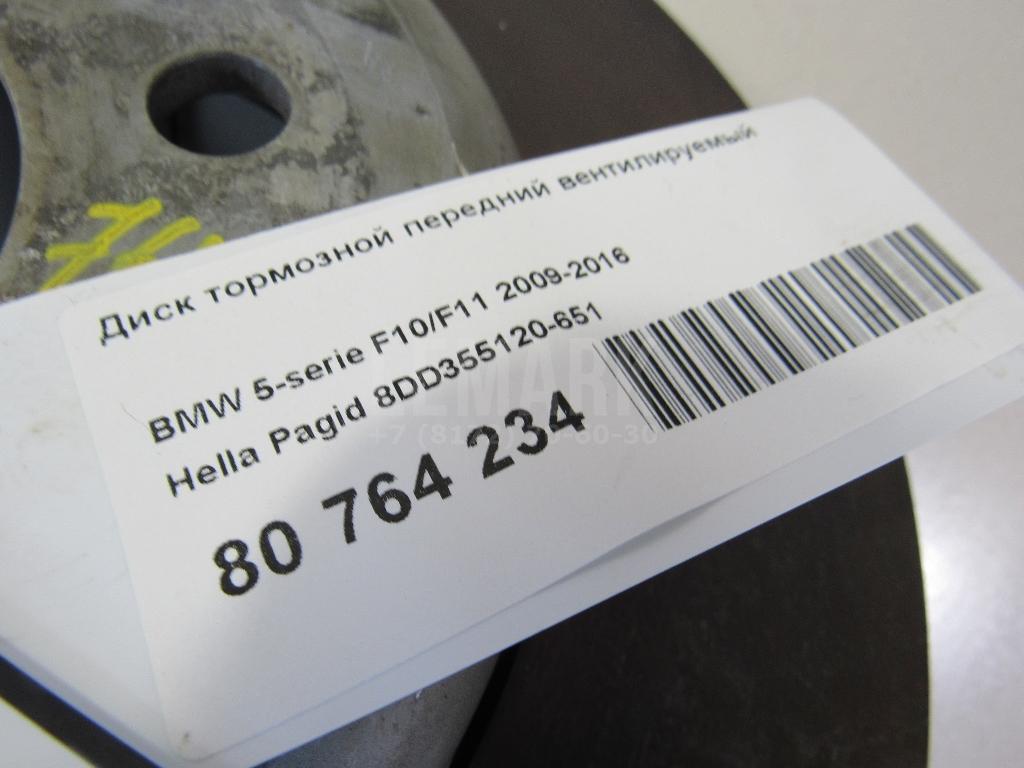 Диск тормозной передний вентилируемый
BMW 5-serie F10/F11 2009-2016
Hella Pagid 8DD355120-651
80 764 234